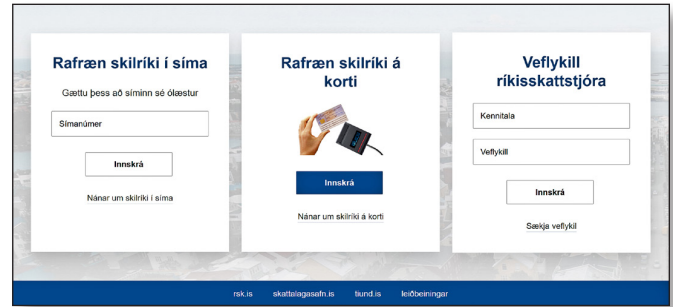 Rafræn skilríki í síma
Gættu þess að síminn sé ólæstur
Símanúmer
Innskrá
Nánar um skilríki í síma
Rafræn skilríki á
korti
Innskrá
Nánar um skilríki á korti
Veflykill
ríkisskattstjóra
Kennitala
Veflykill
Innskrá
Sækja veflykil
rsk.is skattalagasafn.is tiund.is leiðbeiningar